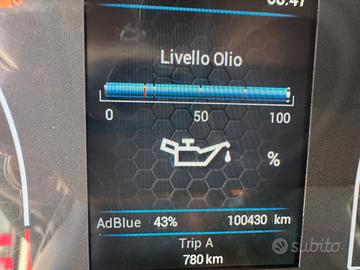 Livello Olio
0 50 100
%
AdBlue 43% 100430 km
Trip A
780 km
subito